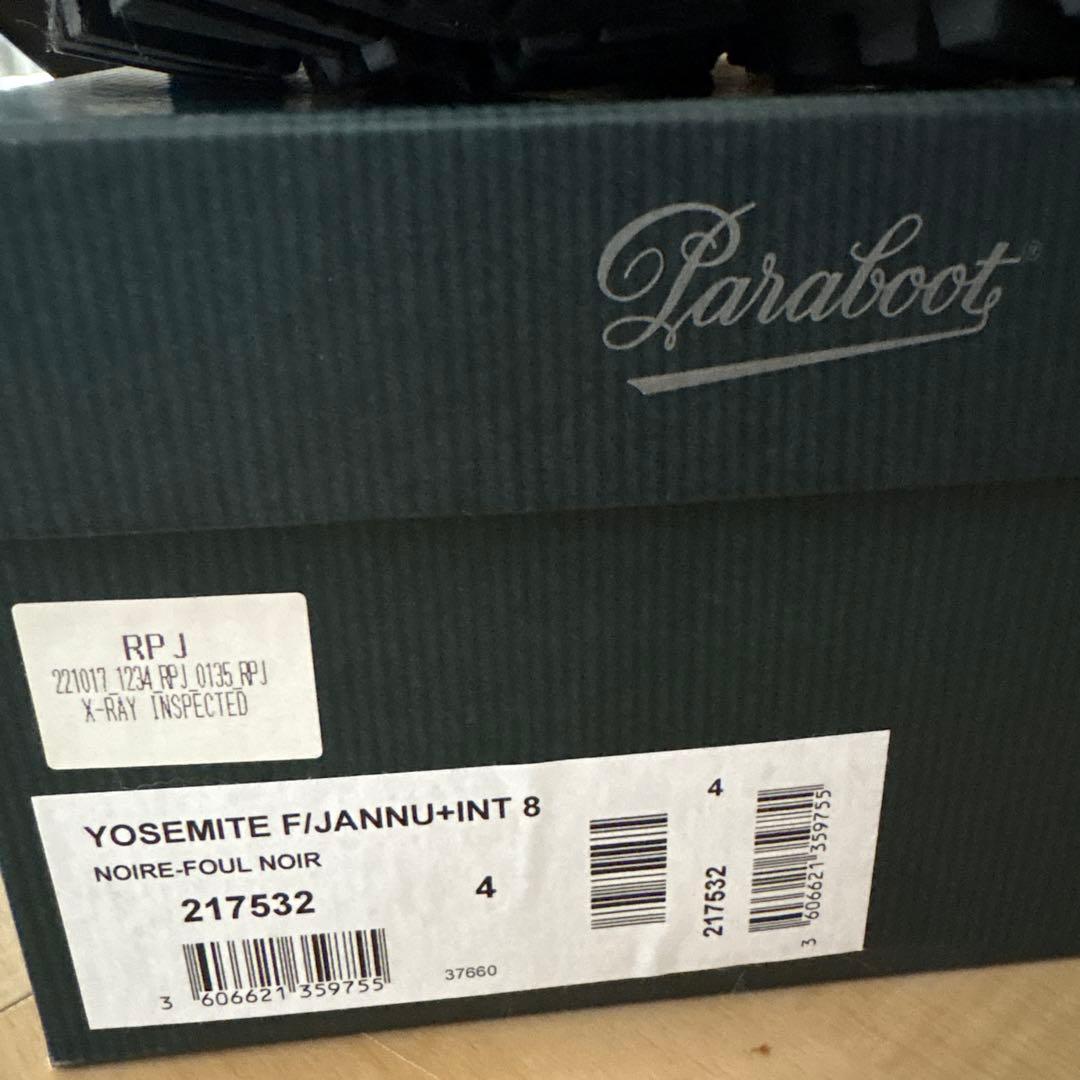 Paraboot®
RPJ
221017_1234_RPJ_0135_RPJ
X-RAY INSPECTED
YOSEMITE F/JANNU+INT 8
NOIRE-FOUL NOIR
217532
4
3 606621 359755
37660
4
217532
3 606621 359755